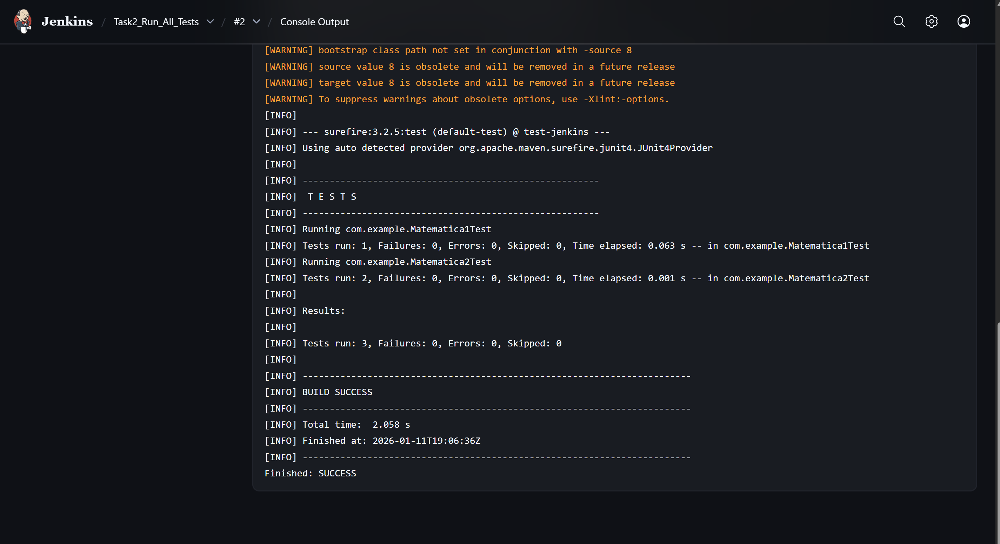 Jenkins / Task2_Run_All_Tests / #2 / Console Output
[WARNING] bootstrap class path not set in conjunction with -source 8
[WARNING] source value 8 is obsolete and will be removed in a future release
[WARNING] target value 8 is obsolete and will be removed in a future release
[WARNING] To suppress warnings about obsolete options, use -Xlint:-options.
[INFO]
[INFO] --- surefire:3.2.5:test (default-test) @ test-jenkins ---
[INFO] Using auto detected provider org.apache.maven.surefire.junit4.JUnit4Provider
[INFO]
[INFO] -------------------------------------------------------
[INFO]  T E S T S
[INFO] -------------------------------------------------------
[INFO] Running com.example.Matematica1Test
[INFO] Tests run: 1, Failures: 0, Errors: 0, Skipped: 0, Time elapsed: 0.063 s -- in com.example.Matematica1Test
[INFO] Running com.example.Matematica2Test
[INFO] Tests run: 2, Failures: 0, Errors: 0, Skipped: 0, Time elapsed: 0.001 s -- in com.example.Matematica2Test
[INFO]
[INFO] Results:
[INFO]
[INFO] Tests run: 3, Failures: 0, Errors: 0, Skipped: 0
[INFO]
[INFO] ------------------------------------------------------------------------
[INFO] BUILD SUCCESS
[INFO] ------------------------------------------------------------------------
[INFO] Total time:  2.058 s
[INFO] Finished at: 2026-01-11T19:06:36Z
[INFO] ------------------------------------------------------------------------
Finished: SUCCESS